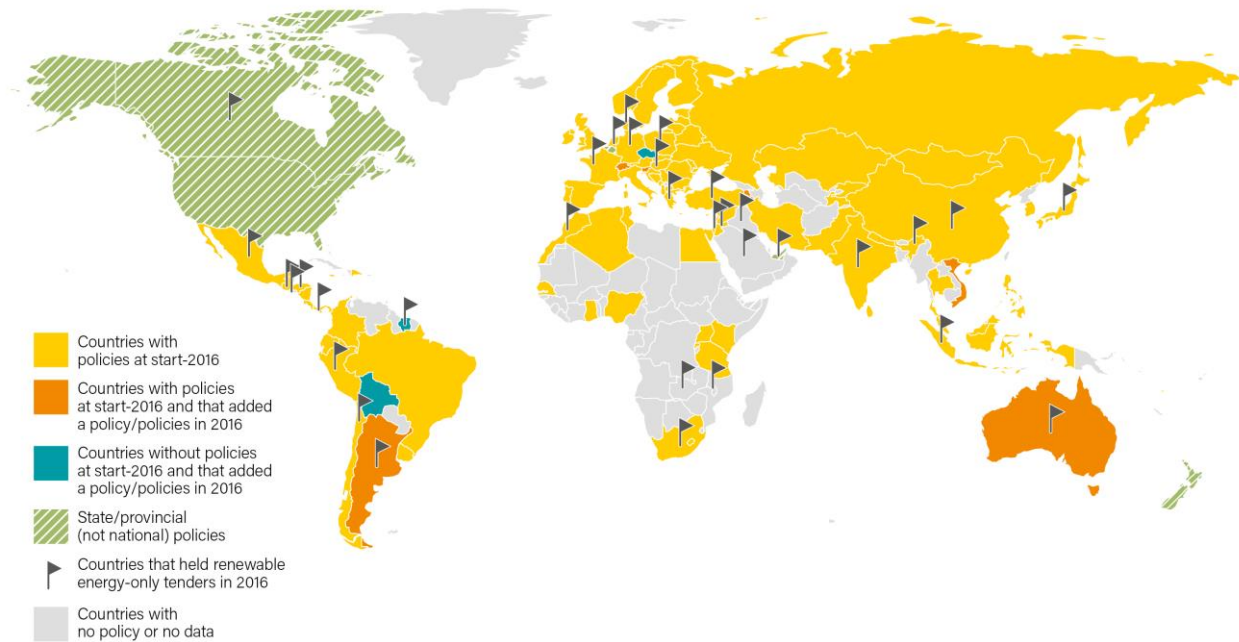 Countries with
policies at start-2016
Countries with policies
at start-2016 and that added
a policy/policies in 2016
Countries without policies
at start-2016 and that added
a policy/policies in 2016
State/provincial
(not national) policies
Countries that held renewable
energy-only tenders in 2016
Countries with
no policy or no data